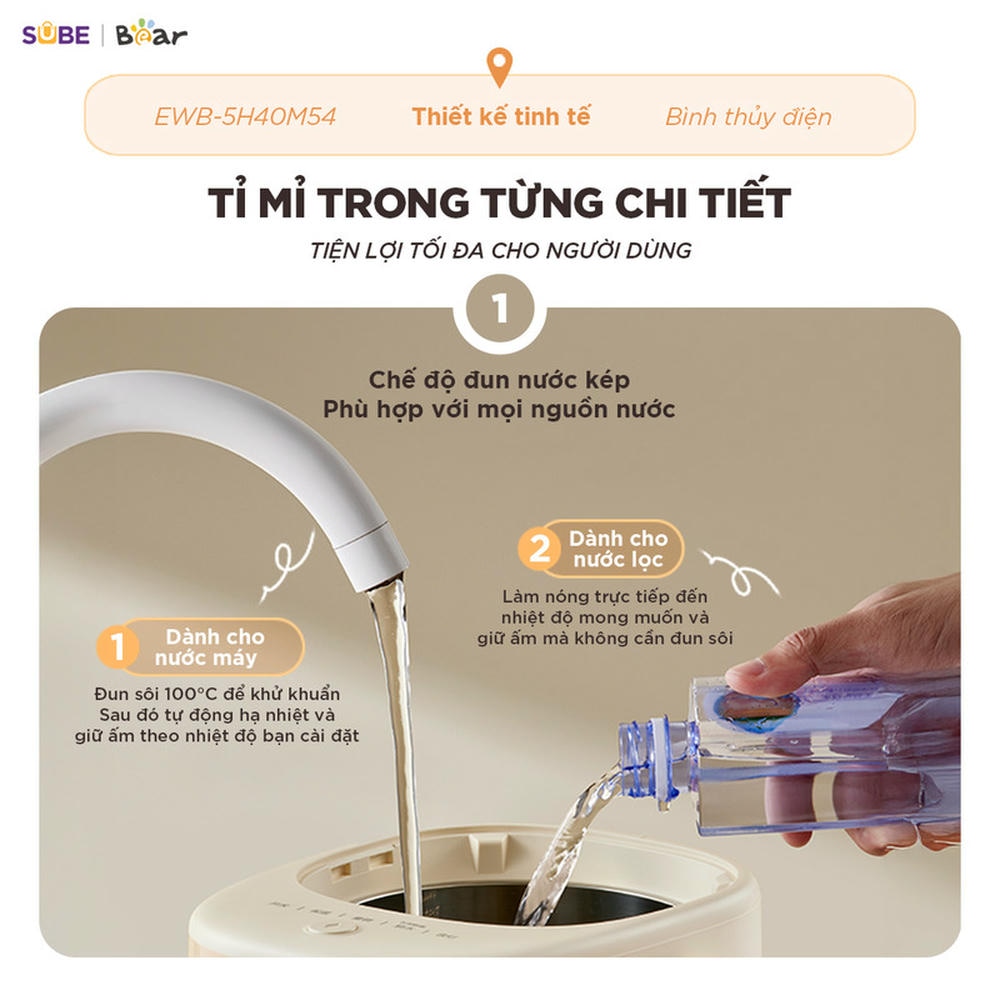 SUBE | Bear
EWB-5H40M54
Thiết kế tinh tế
Bình thủy điện
TỈ MỈ TRONG TỪNG CHI TIẾT
TIỆN LỢI TỐI ĐA CHO NGƯỜI DÙNG
1
Chế độ đun nước kép
Phù hợp với mọi nguồn nước
1
Dành cho
nước máy
Đun sôi 100°C để khử khuẩn
Sau đó tự động hạ nhiệt và
giữ ấm theo nhiệt độ bạn cài đặt
2
Dành cho
nước lọc
Làm nóng trực tiếp đến
nhiệt độ mong muốn và
giữ ấm mà không cần đun sôi